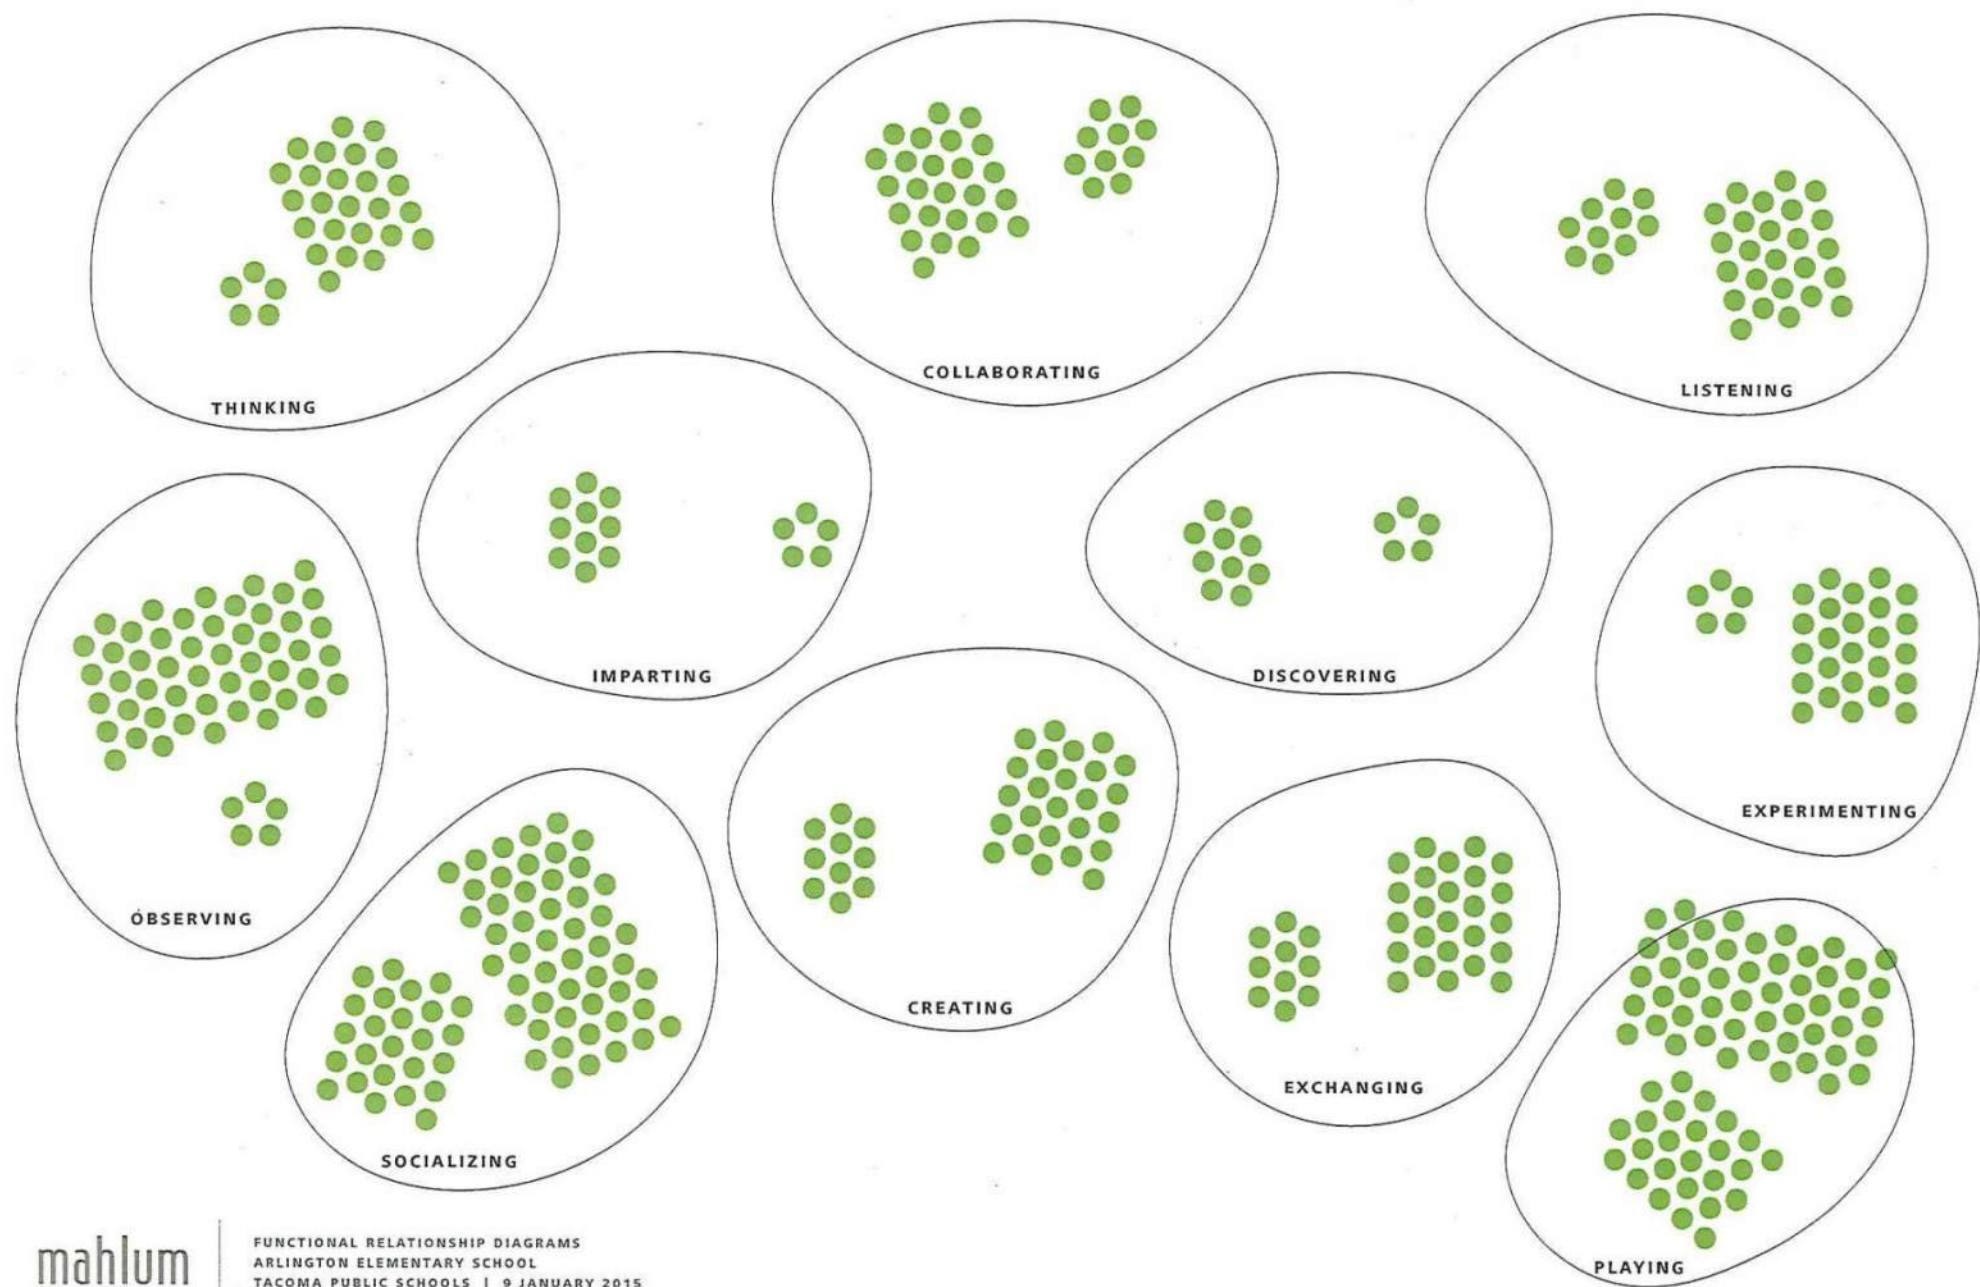 THINKING
COLLABORATING
LISTENING
IMPARTING
DISCOVERING
OBSERVING
EXPERIMENTING
CREATING
SOCIALIZING
EXCHANGING
PLAYING
mahlum
FUNCTIONAL RELATIONSHIP DIAGRAMS
ARLINGTON ELEMENTARY SCHOOL
TACOMA PUBLIC SCHOOLS | 9 JANUARY 2015